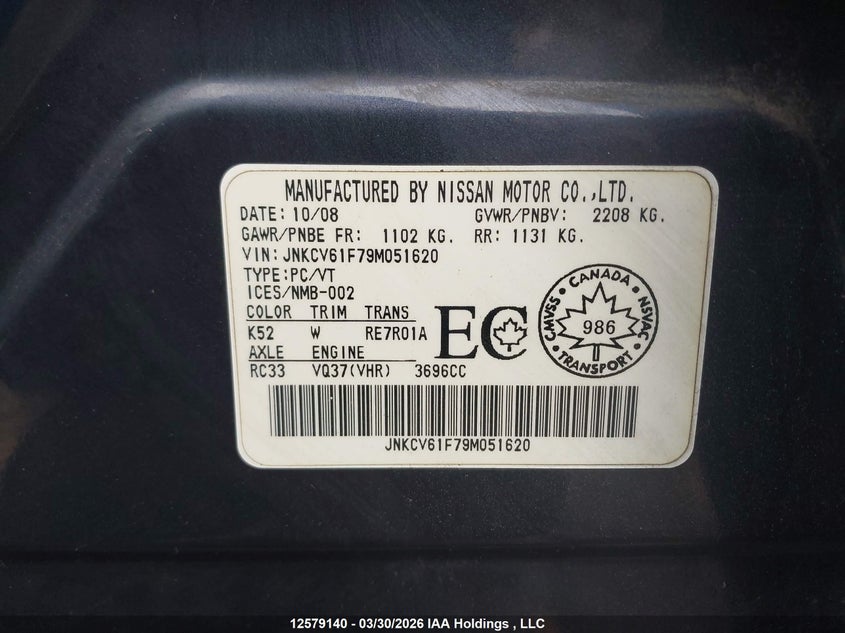 MANUFACTURED BY NISSAN MOTOR CO.,LTD.
DATE: 10/08 GVWR/PNBV: 2208 KG.
GAWR/PNBE FR: 1102 KG. RR: 1131 KG.
VIN: JNKCV61F79M051620
TYPE:PC/VT
ICES/NMB-002
COLOR TRIM TRANS
K52 W RE7R01A
AXLE ENGINE
RC33 VQ37(VHR) 3696CC
EC
CANADA
CMVSS 986 NSVAC
TRANSPORT
JNKCV61F79M051620
12579140 - 03/30/2026 IAA Holdings , LLC